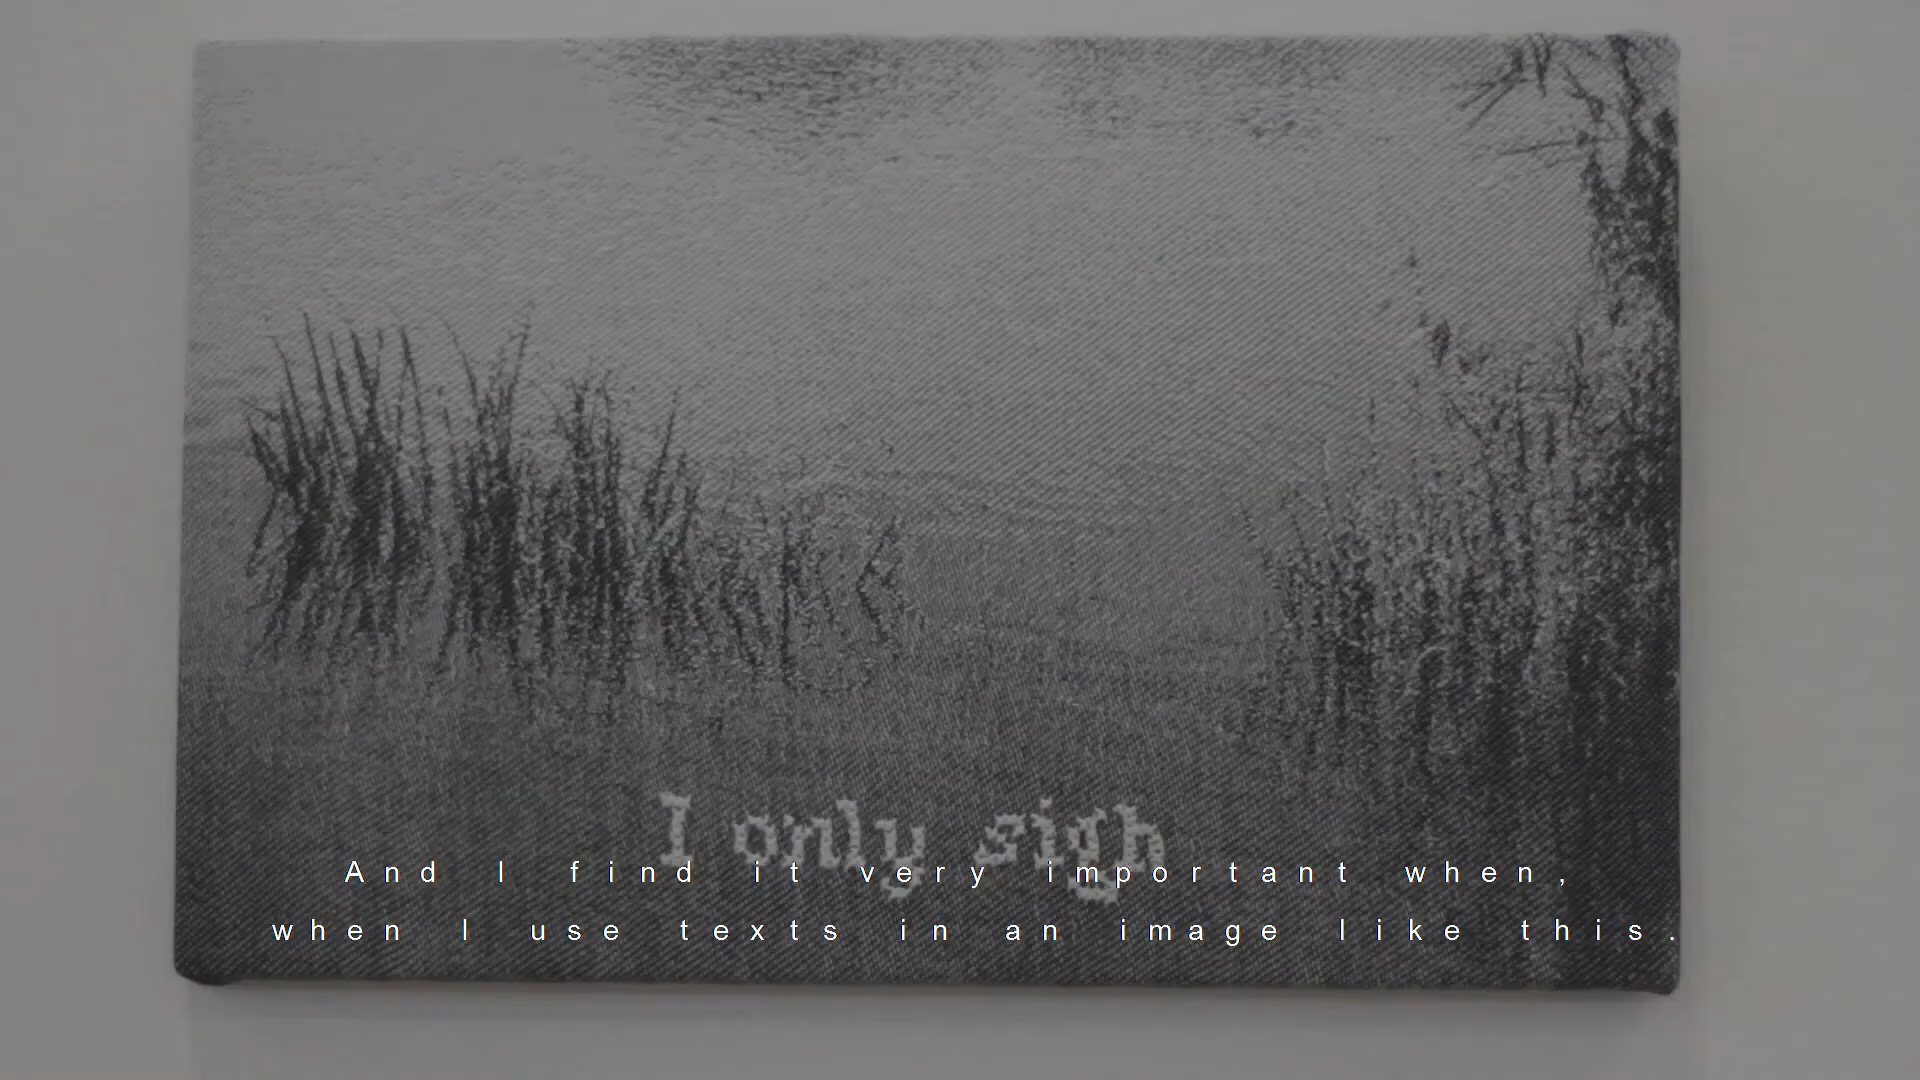 I only sigh
And I find it very important when,
when I use texts in an image like this.